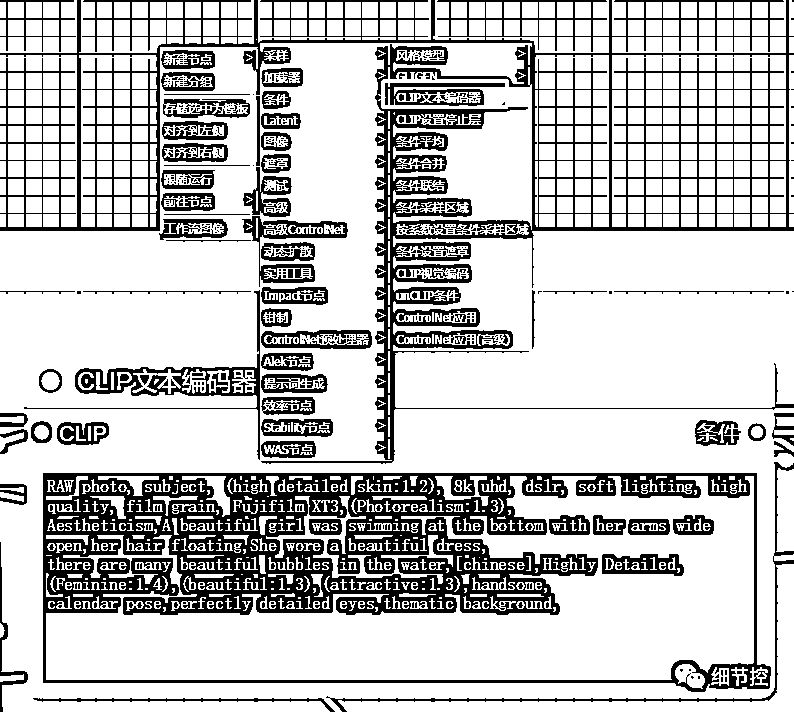 新建节点
新建分组
存储选中为模板
对齐到左侧
对齐到右侧
跟随运行
前往节点
工作流图像
采样
加载器
条件
Latent
图像
遮罩
测试
高级
高级ControlNet
动态扩散
实用工具
Impact节点
钳制
ControlNet预处理器
Alek节点
提示词生成
效率节点
Stability节点
WAS节点
风格模型
GLIGEN
CLIP文本编码器
CLIP设置停止层
条件平均
条件合并
条件联结
条件采样区域
按系数设置条件采样区域
条件设置遮罩
CLIP视觉编码
unCLIP条件
ControlNet应用
ControlNet应用(高级)
CLIP文本编码器
CLIP
条件
RAW photo, subject, (high detailed skin:1.2), 8k uhd, dslr, soft lighting, high
quality, film grain, Fujifilm XT3,(Photorealism:1.3),
Aestheticism,A beautiful girl was swimming at the bottom with her arms wide
open,her hair floating,She wore a beautiful dress,
there are many beautiful bubbles in the water,[chinese],Highly Detailed,
(Feminine:1.4),(beautiful:1.3),(attractive:1.3),handsome,
calendar pose,perfectly detailed eyes,thematic background,
细节控